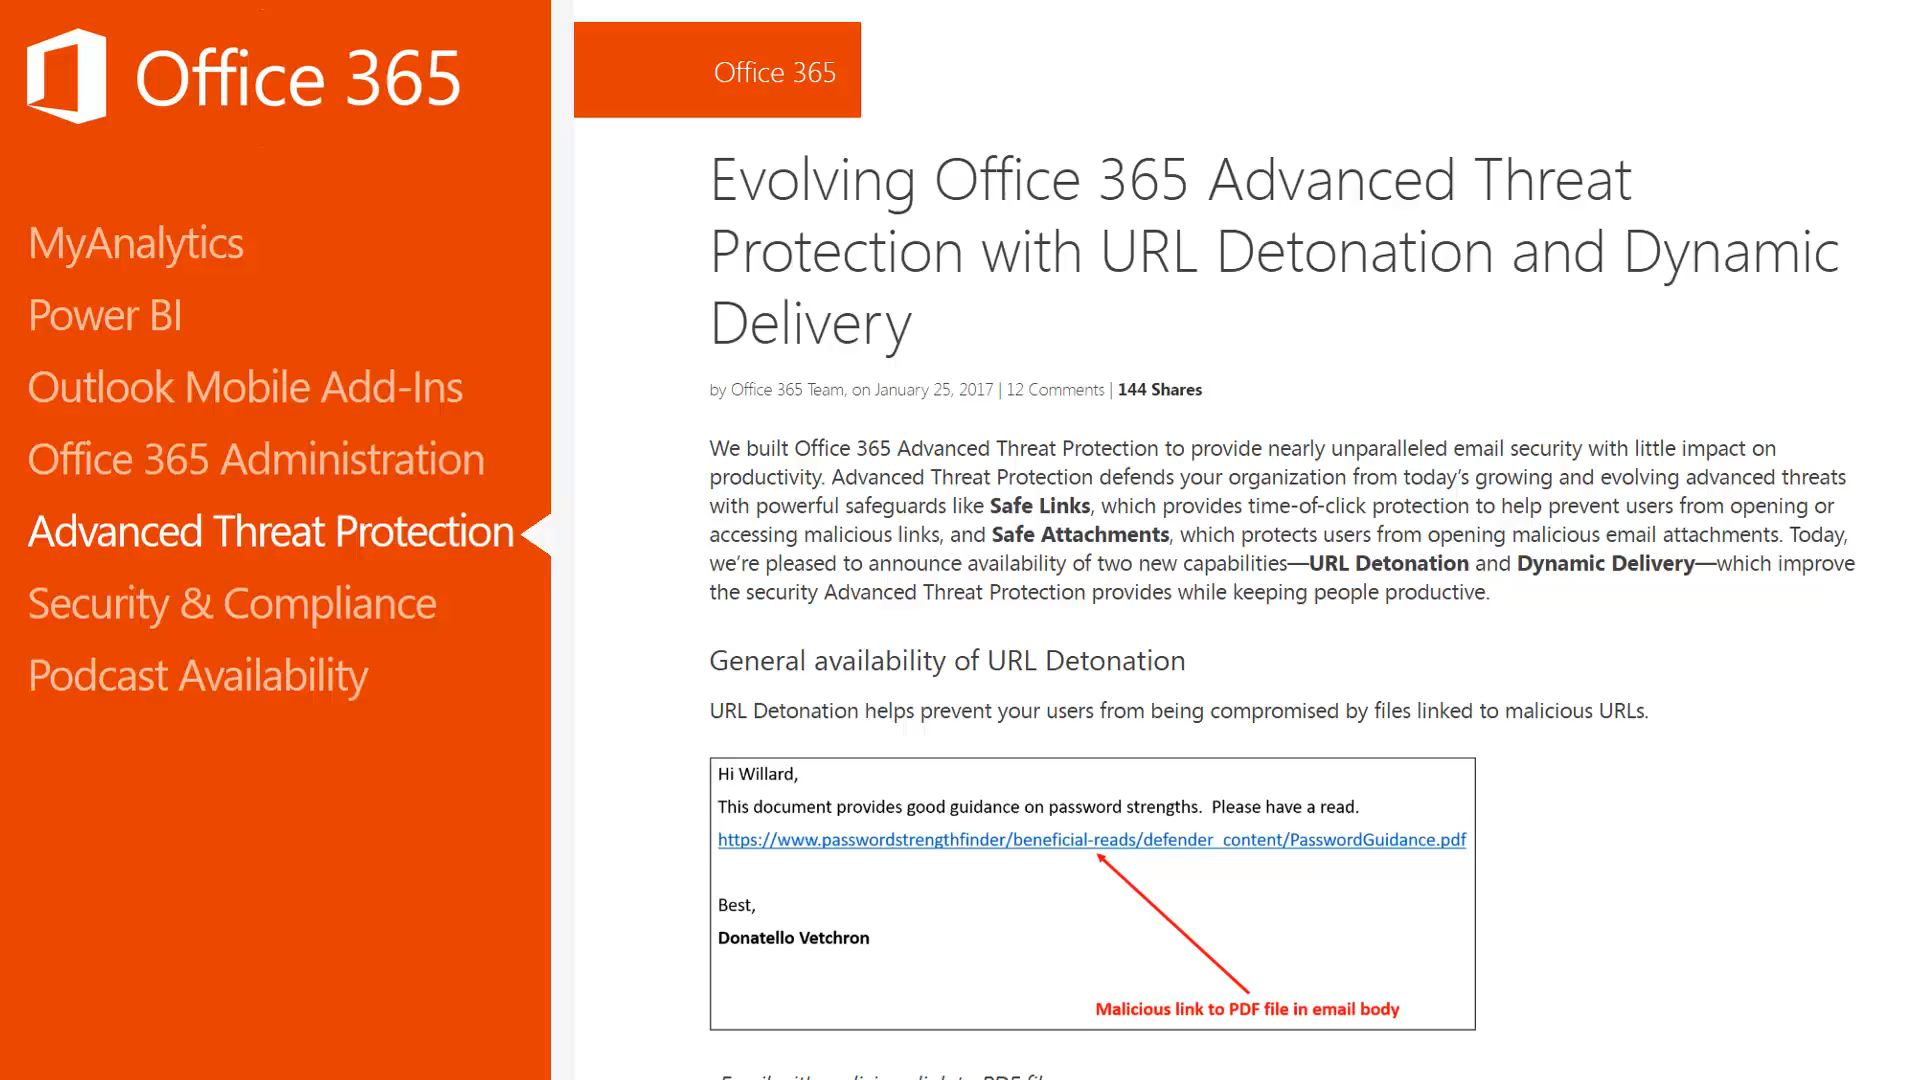 Office 365
MyAnalytics
Power BI
Outlook Mobile Add-Ins
Office 365 Administration
Advanced Threat Protection
Security & Compliance
Podcast Availability
Office 365
Evolving Office 365 Advanced Threat
Protection with URL Detonation and Dynamic
Delivery
by Office 365 Team, on January 25, 2017 | 12 Comments | 144 Shares
We built Office 365 Advanced Threat Protection to provide nearly unparalleled email security with little impact on
productivity. Advanced Threat Protection defends your organization from today’s growing and evolving advanced threats
with powerful safeguards like Safe Links, which provides time-of-click protection to help prevent users from opening or
accessing malicious links, and Safe Attachments, which protects users from opening malicious email attachments. Today,
we’re pleased to announce availability of two new capabilities—URL Detonation and Dynamic Delivery—which improve
the security Advanced Threat Protection provides while keeping people productive.
General availability of URL Detonation
URL Detonation helps prevent your users from being compromised by files linked to malicious URLs.
Hi Willard,
This document provides good guidance on password strengths.  Please have a read.
https://www.passwordstrengthfinder/beneficial-reads/defender_content/PasswordGuidance.pdf
Best,
Donatello Vetchron
Malicious link to PDF file in email body